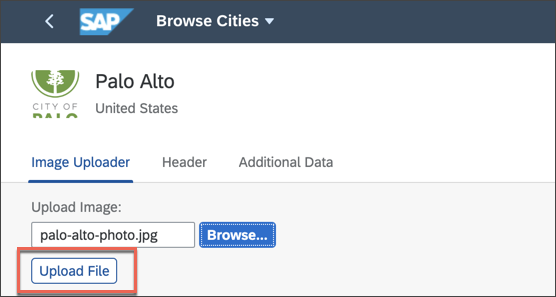 SAP Browse Cities
Palo Alto
United States
CITY OF
PALO
Image Uploader Header Additional Data
Upload Image:
palo-alto-photo.jpg Browse...
Upload File